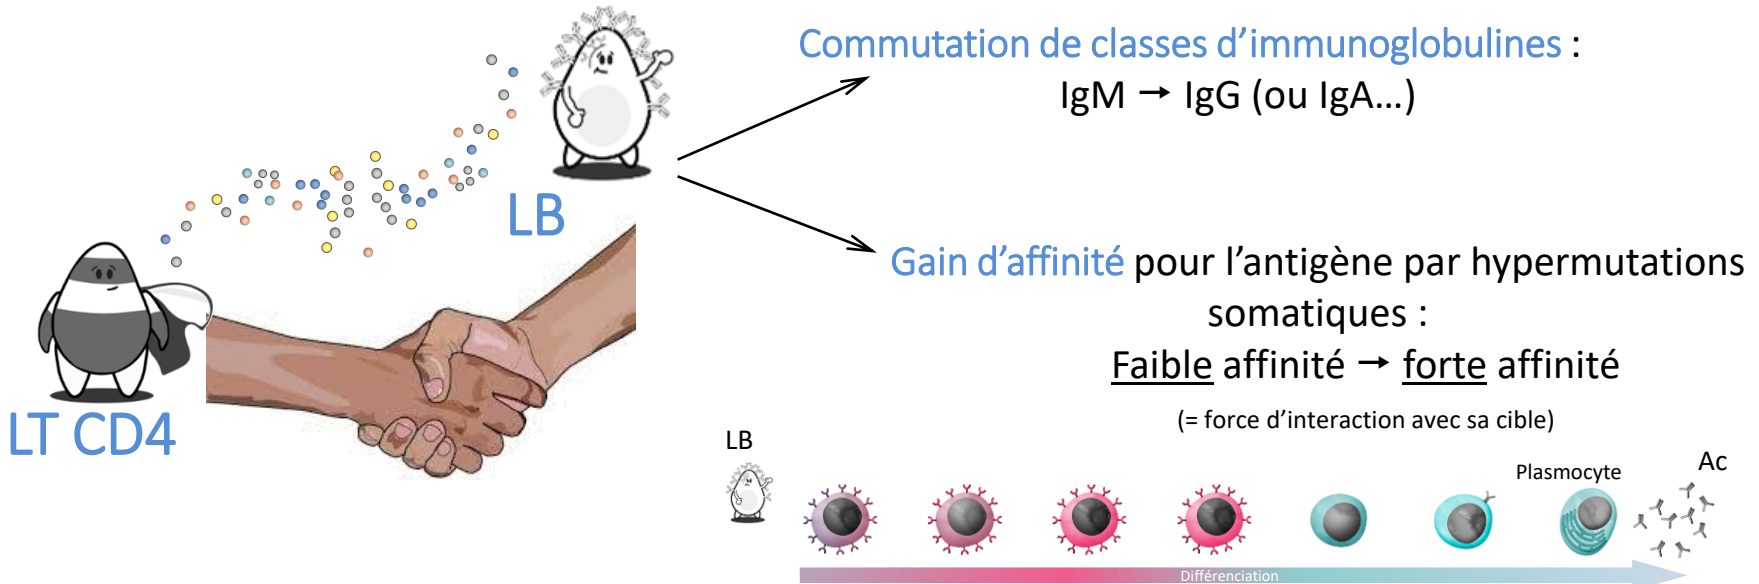 LB
LT CD4
Commutation de classes d’immunoglobulines :
IgM → IgG (ou IgA…)
Gain d’affinité pour l’antigène par hypermutations
somatiques :
Faible affinité → forte affinité
(= force d’interaction avec sa cible)
LB
Plasmocyte
Ac
Différenciation